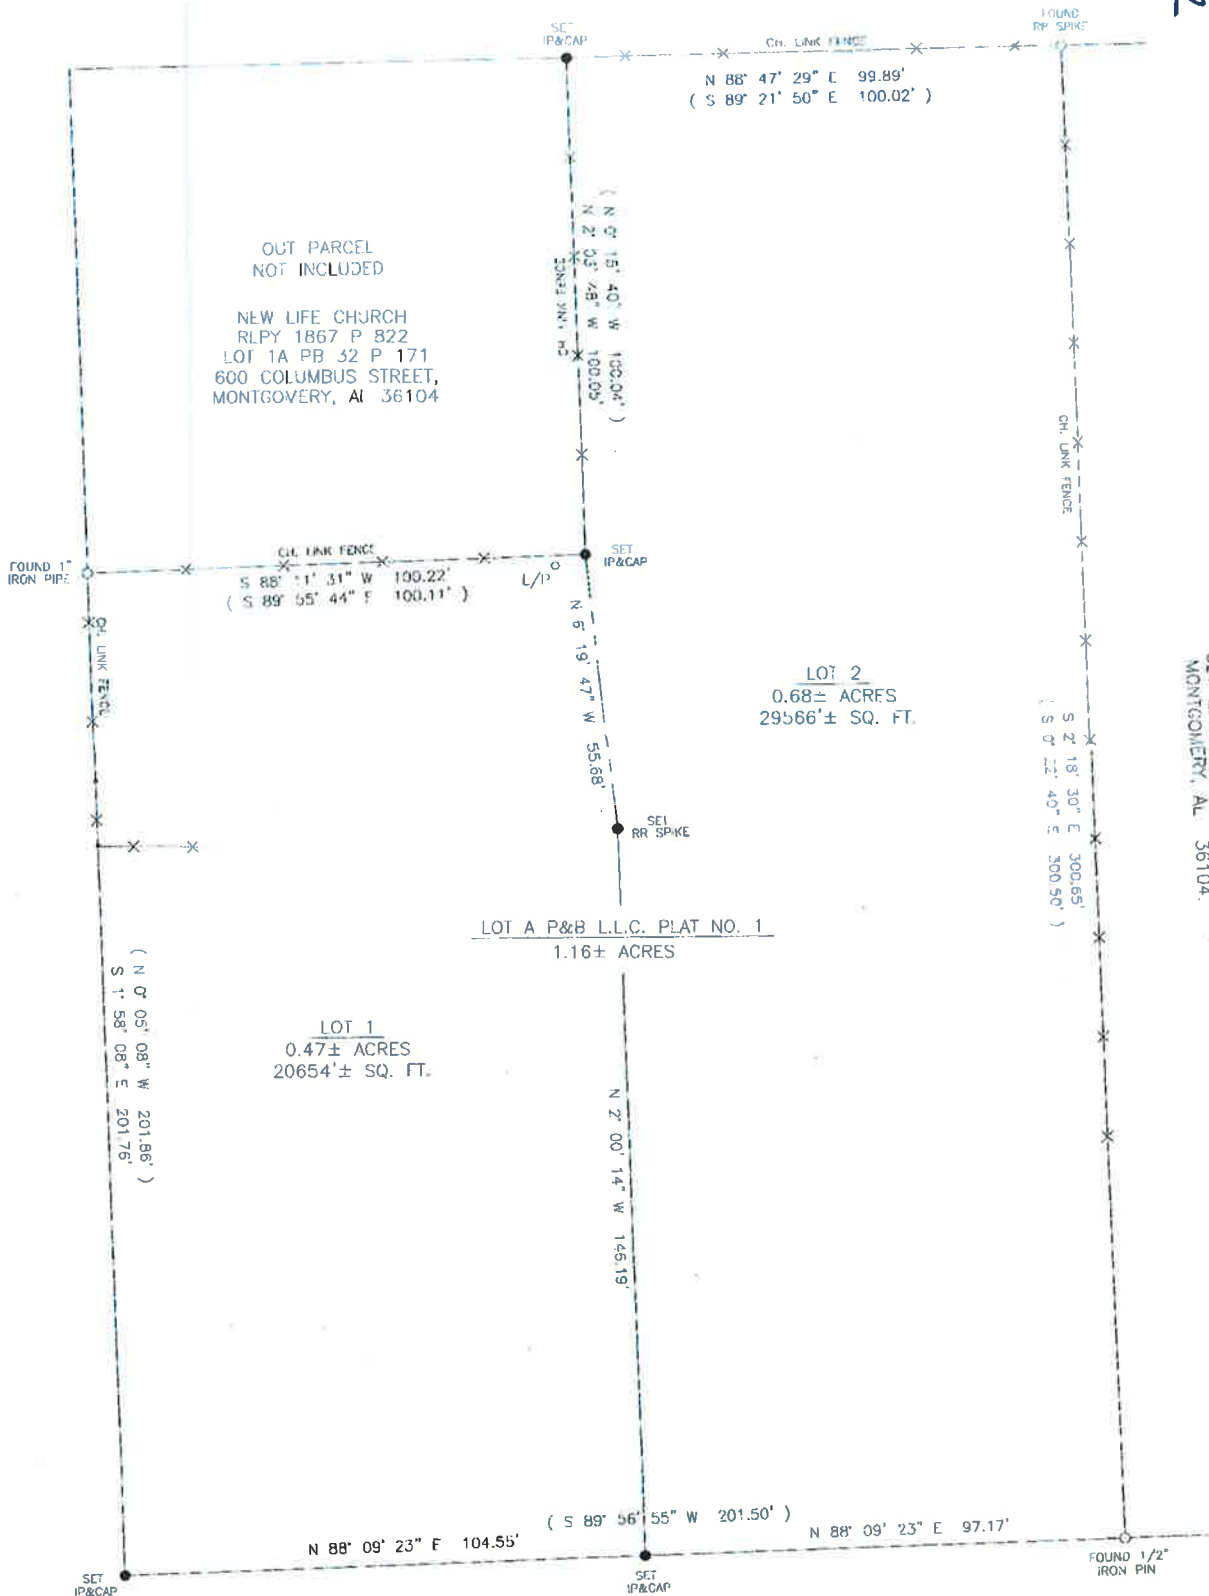 FOUND
RR SPIKE
SET
IP&CAP
CH. LINK FENCE
N 88° 47' 29" E 99.89'
( S 89° 21' 50" E 100.02' )
( N 0° 15' 40" W 100.04' )
N 2° 03' 48" W 100.05'
CH. LINK FENCE
OUT PARCEL
NOT INCLUDED
NEW LIFE CHURCH
RLPY 1867 P 822
LOT 1A PB 32 P 171
600 COLUMBUS STREET,
MONTGOVERY, Al 36104
CH. LINK FENCE
FOUND 1"
IRON PIPE
CH. LINK FENCE
SET
IP&CAP
L/P
S 88° 11' 31" W 100.22'
( S 89° 55' 44" E 100.11' )
CH. LINK FENCE
N 6° 19' 47" W 55.68'
LOT 2
0.68± ACRES
29566'± SQ. FT.
S 2° 18' 30" E 300.65'
( S 0° 22' 40" E 300.50' )
MONTGOMERY, AL 36104.
SET
RR SPIKE
LOT A P&B L.L.C. PLAT NO. 1
1.16± ACRES
( N 0° 05' 08" W 201.86' )
S 1° 58' 08" E 201.76'
LOT 1
0.47± ACRES
20654'± SQ. FT.
N 2° 00' 14" W 145.19'
( S 89° 56' 55" W 201.50' )
N 88° 09' 23" E 104.55'
N 88° 09' 23" E 97.17'
SET
IP&CAP
SET
IP&CAP
FOUND 1/2"
IRON PIN